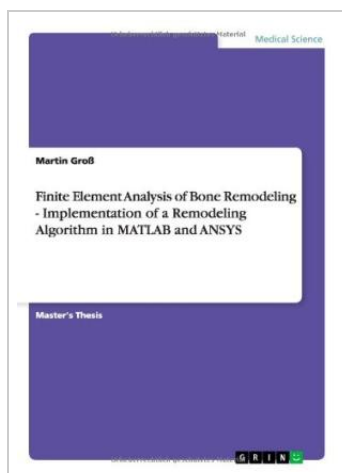 Medical Science
Martin Groß
Finite Element Analysis of Bone Remodeling
- Implementation of a Remodeling
Algorithm in MATLAB and ANSYS
Master's Thesis
GRIN